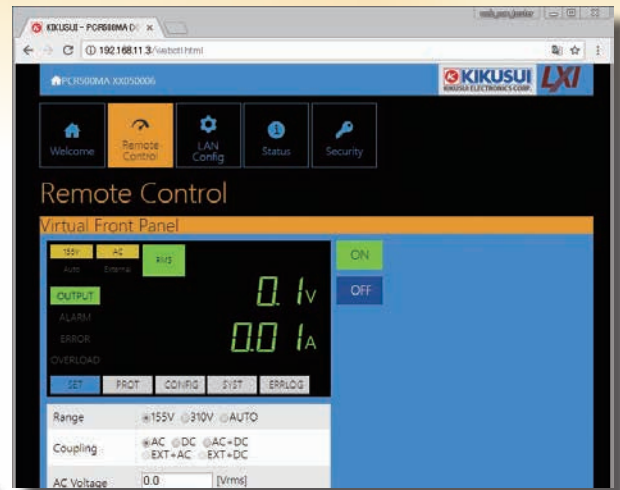 KIKUSUI - PCR500MA D
192.168.11.3/webctl.html
PCR500MA XX050006
KIKUSUI
KIKUSUI ELECTRONICS CORP.
LXI
Welcome
Remote Control
LAN Config
Status
Security
Remote Control
Virtual Front Panel
155V AC RMS
Auto External
ON
OUTPUT 0.1V
OFF
ALARM
ERROR 0.01A
OVERLOAD
SET PROT CONFIG SYST ERRLOG
Range 155V 310V AUTO
Coupling AC DC AC+DC
EXT+AC EXT+DC
AC Voltage 0.0 [Vrms]